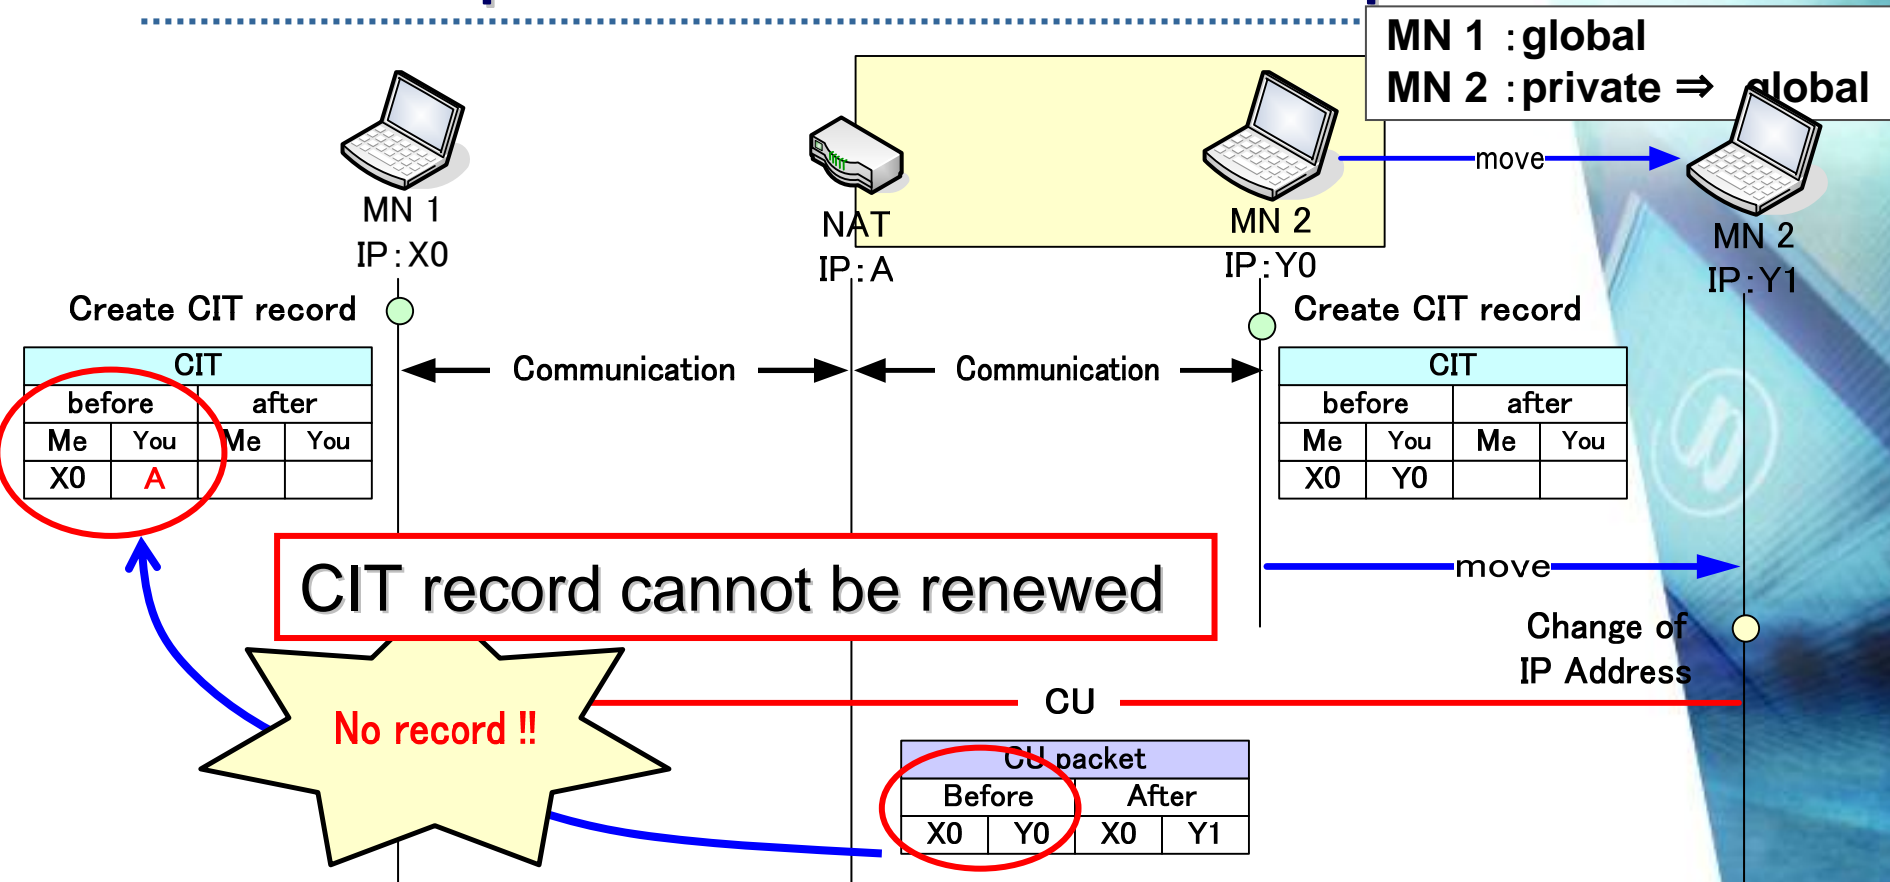 MN 1 : global
MN 2 : private ⇒ global
move
MN 1
IP : X0
NAT
IP : A
MN 2
IP : Y0
MN 2
IP : Y1
Create CIT record
Communication
Communication
Create CIT record
CIT
before after
Me You Me You
X0 A
CIT
before after
Me You Me You
X0 Y0
CIT record cannot be renewed
move
Change of
IP Address
CU
No record !!
CU packet
Before After
X0 Y0 X0 Y1